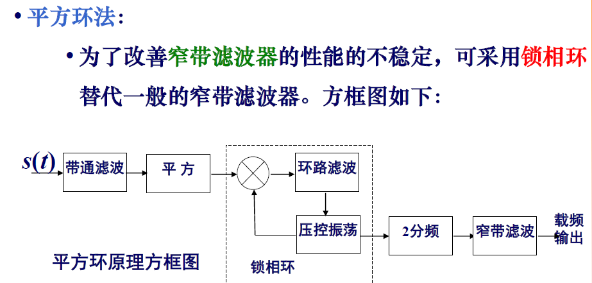 • 平方环法:
• 为了改善窄带滤波器的性能的不稳定，可采用锁相环
替代一般的窄带滤波器。方框图如下:
s(t)
带通滤波
平 方
环路滤波
压控振荡
2分频
窄带滤波
载频
输出
平方环原理方框图
锁相环